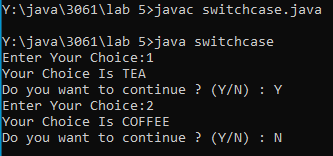 Y:\java\3061\lab 5>javac switchcase.java
Y:\java\3061\lab 5>java switchcase
Enter Your Choice:1
Your Choice Is TEA
Do you want to continue ? (Y/N) : Y
Enter Your Choice:2
Your Choice Is COFFEE
Do you want to continue ? (Y/N) : N